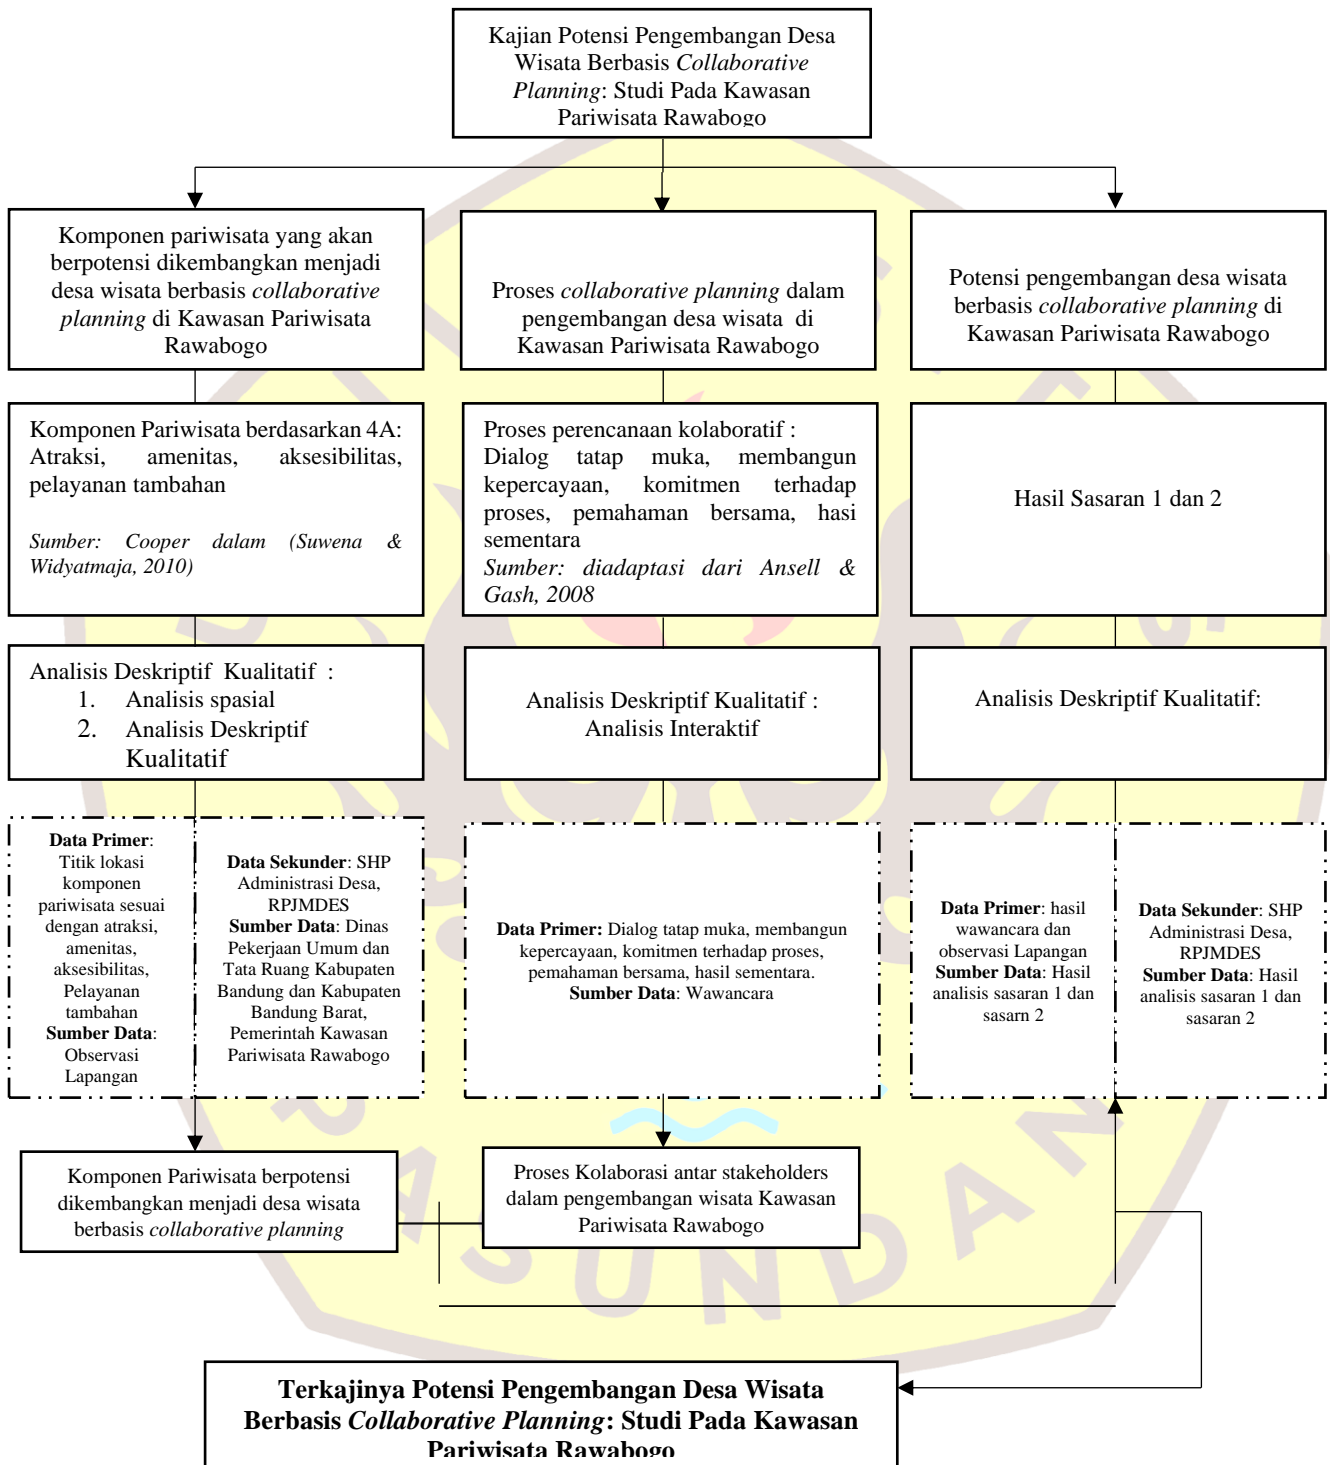 Kajian Potensi Pengembangan Desa
Wisata Berbasis Collaborative
Planning: Studi Pada Kawasan
Pariwisata Rawabogo
Komponen pariwisata yang akan
berpotensi dikembangkan menjadi
desa wisata berbasis collaborative
planning di Kawasan Pariwisata
Rawabogo
Proses collaborative planning dalam
pengembangan desa wisata di
Kawasan Pariwisata Rawabogo
Potensi pengembangan desa wisata
berbasis collaborative planning di
Kawasan Pariwisata Rawabogo
Komponen Pariwisata berdasarkan 4A:
Atraksi, amenitas, aksesibilitas,
pelayanan tambahan
Sumber: Cooper dalam (Suwena &
Widyatmaja, 2010)
Proses perencanaan kolaboratif :
Dialog tatap muka, membangun
kepercayaan, komitmen terhadap
proses, pemahaman bersama, hasi
sementara
Sumber: diadaptasi dari Ansell &
Gash, 2008
Hasil Sasaran 1 dan 2
Analisis Deskriptif Kualitatif :
1. Analisis spasial
2. Analisis Deskriptif
Kualitatif
Analisis Deskriptif Kualitatif :
Analisis Interaktif
Analisis Deskriptif Kualitatif:
Data Primer:
Titik lokasi
komponen
pariwisata sesuai
dengan atraksi,
amenitas,
aksesibilitas,
Pelayanan
tambahan
Sumber Data:
Observasi
Lapangan
Data Sekunder: SHP
Administrasi Desa,
RPJMDES
Sumber Data: Dinas
Pekerjaan Umum dan
Tata Ruang Kabupaten
Bandung dan Kabupaten
Bandung Barat,
Pemerintah Kawasan
Pariwisata Rawabogo
Data Primer: Dialog tatap muka, membangun
kepercayaan, komitmen terhadap proses,
pemahaman bersama, hasil sementara.
Sumber Data: Wawancara
Data Primer: hasil
wawancara dan
observasi Lapangan
Sumber Data: Hasil
analisis sasaran 1 dan
sasarn 2
Data Sekunder: SHP
Administrasi Desa,
RPJMDES
Sumber Data: Hasil
analisis sasaran 1 dan
sasaran 2
Komponen Pariwisata berpotensi
dikembangkan menjadi desa wisata
berbasis collaborative planning
Proses Kolaborasi antar stakeholders
dalam pengembangan wisata Kawasan
Pariwisata Rawabogo
PASUNDAN
Terkajinya Potensi Pengembangan Desa Wisata
Berbasis Collaborative Planning: Studi Pada Kawasan
Pariwisata Rawabogo